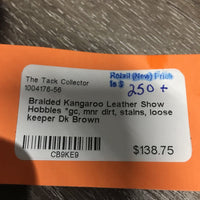 The Tack Collector
1004176-56
Retail (New) Price
is $ 250 +
Braided Kangaroo Leather Show
Hobbles *gc, mnr dirt, stains, loose
keeper Dk Brown
CB9KE9
$138.75